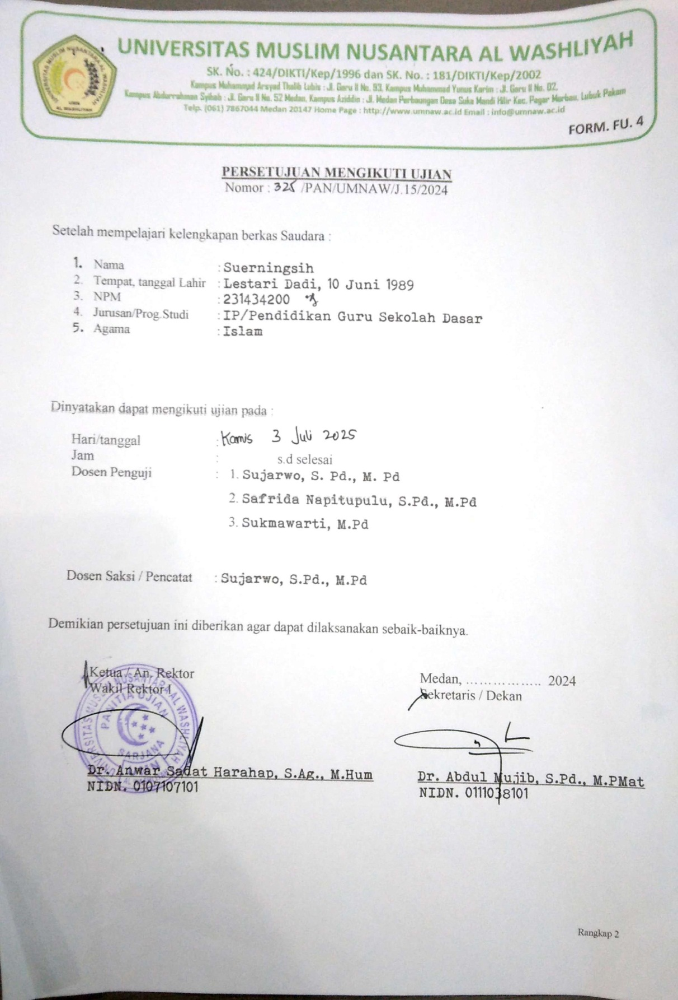 UNIVERSITAS MUSLIM NUSANTARA AL WASHLIYAH
SK. No. : 424/DIKTI/Kep/1996 dan SK. No. : 181/DIKTI/Kep/2002
Kampus Muhammad Arsyad Thalib Lubis : Jl. Garu II No. 93, Kampus Muhammad Yunus Karim : Jl. Garu II No. 02,
Kampus Abdurrahman Syihab : Jl. Garu II No. 52 Medan, Kampus Aziddin : Jl. Medan Perbaungan Desa Suka Mandi Hilir Kec. Pagar Merbau, Lubuk Pakam
Telp. (061) 7867044 Medan 20147 Home Page : http://www.umnaw.ac.id Email : info@umnaw.ac.id
FORM. FU. 4
PERSETUJUAN MENGIKUTI UJIAN
Nomor : 325 /PAN/UMNAW/J.15/2024
Setelah mempelajari kelengkapan berkas Saudara :
1. Nama : Suerningsih
2. Tempat, tanggal Lahir : Lestari Dadi, 10 Juni 1989
3. NPM : 231434200
4. Jurusan/Prog.Studi : IP/Pendidikan Guru Sekolah Dasar
5. Agama : Islam
Dinyatakan dapat mengikuti ujian pada :
Hari/tanggal : Kamis 3 Juli 2025
Jam : s.d selesai
Dosen Penguji : 1. Sujarwo, S. Pd., M. Pd
2. Safrida Napitupulu, S.Pd., M.Pd
3. Sukmawarti, M.Pd
Dosen Saksi / Pencatat : Sujarwo, S.Pd., M.Pd
Demikian persetujuan ini diberikan agar dapat dilaksanakan sebaik-baiknya.
Ketua / An. Rektor
Wakil Rektor I
Medan, ................. 2024
Sekretaris / Dekan
UNIVERSITAS MUSLIM NUSANTARA AL WASHLIYAH
PANITIA UJIAN
SARJANA
Dr. Anwar Sadat Harahap, S.Ag., M.Hum
NIDN. 0107107101
Dr. Abdul Mujib, S.Pd., M.PMat
NIDN. 0111038101
Rangkap 2